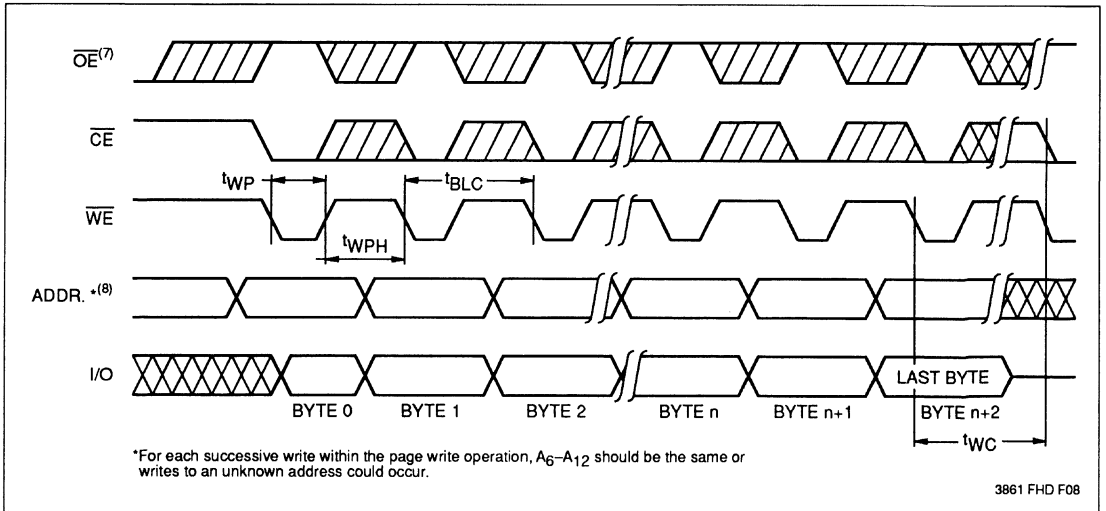 OE(7)
CE
tWP
tBLC
WE
tWPH
ADDR. *(8)
I/O
LAST BYTE
BYTE 0 BYTE 1 BYTE 2 BYTE n BYTE n+1 BYTE n+2
tWC
*For each successive write within the page write operation, A6–A12 should be the same or
writes to an unknown address could occur.
3861 FHD F08